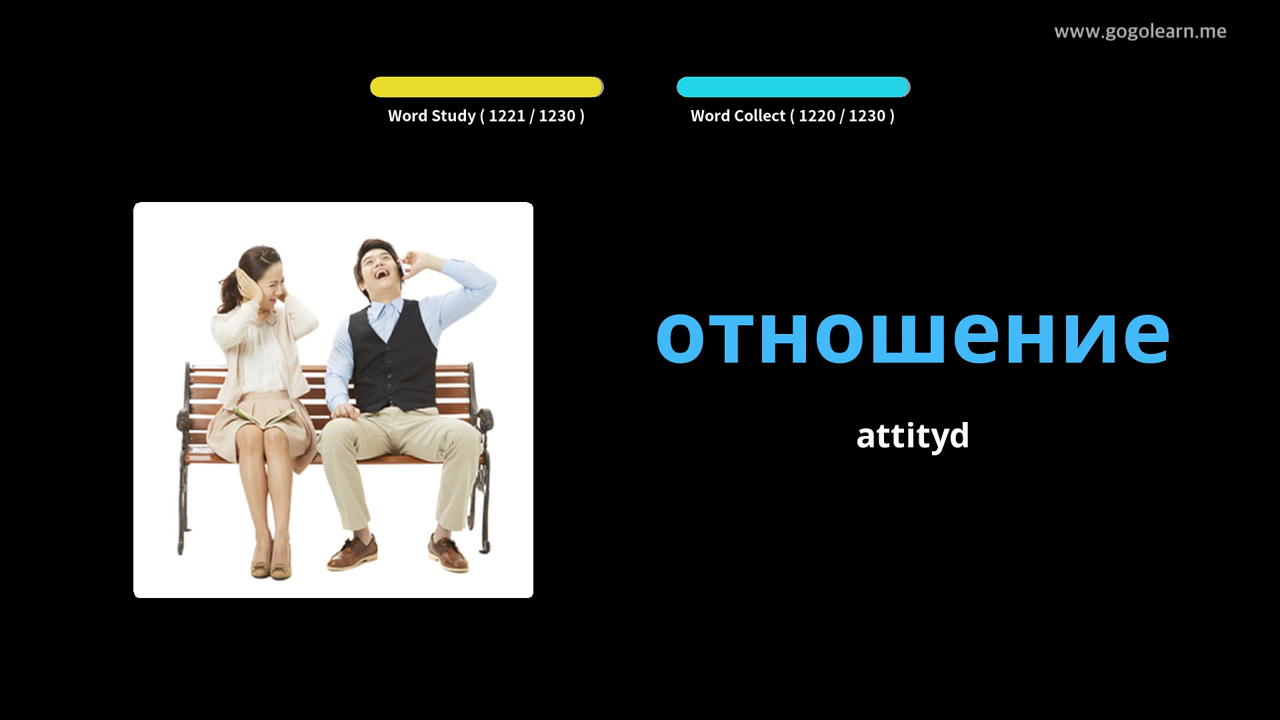 www.gogolearn.me
Word Study ( 1221 / 1230 )
Word Collect ( 1220 / 1230 )
отношение
attityd